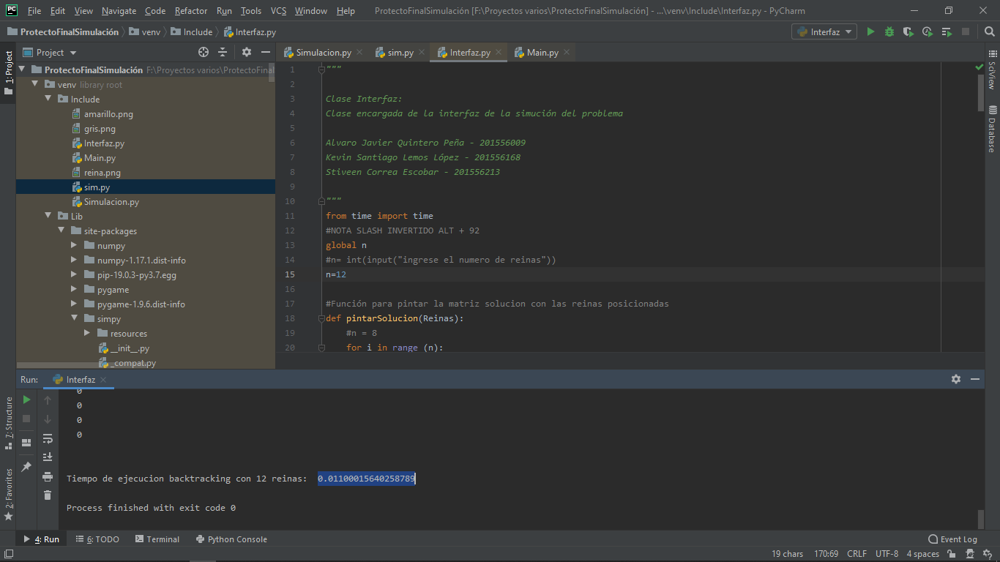 PC File Edit View Navigate Code Refactor Run Tools VCS Window Help ProtectoFinalSimulación [F:\Proyectos varios\ProtectoFinalSimulación] - ...\venv\Include\Interfaz.py - PyCharm
ProtectoFinalSimulación venv Include Interfaz.py Interfaz
1: Project
Project
ProtectoFinalSimulación F:\Proyectos varios\ProtectoFinal
venv library root
Include
amarillo.png
gris.png
Interfaz.py
Main.py
reina.png
sim.py
Simulacion.py
Lib
site-packages
numpy
numpy-1.17.1.dist-info
pip-19.0.3-py3.7.egg
pygame
pygame-1.9.6.dist-info
simpy
resources
__init__.py
_compat.py
Simulacion.py sim.py Interfaz.py Main.py
1 """
2
3 Clase Interfaz:
4 Clase encargada de la interfaz de la simución del problema
5
6 Alvaro Javier Quintero Peña - 201556009
7 Kevin Santiago Lemos López - 201556168
8 Stiveen Correa Escobar - 201556213
9
10 """
11 from time import time
12 #NOTA SLASH INVERTIDO ALT + 92
13 global n
14 #n= int(input("ingrese el numero de reinas"))
15 n=12
16
17 #Función para pintar la matriz solucion con las reinas posicionadas
18 def pintarSolucion(Reinas):
19 #n = 8
20 for i in range (n):
SciView
Database
Run: Interfaz
0
0
0
0
Tiempo de ejecucion backtracking con 12 reinas: 0.01100015640258789
Process finished with exit code 0
7: Structure
2: Favorites
4: Run 6: TODO Terminal Python Console Event Log
19 chars 170:69 CRLF UTF-8 4 spaces